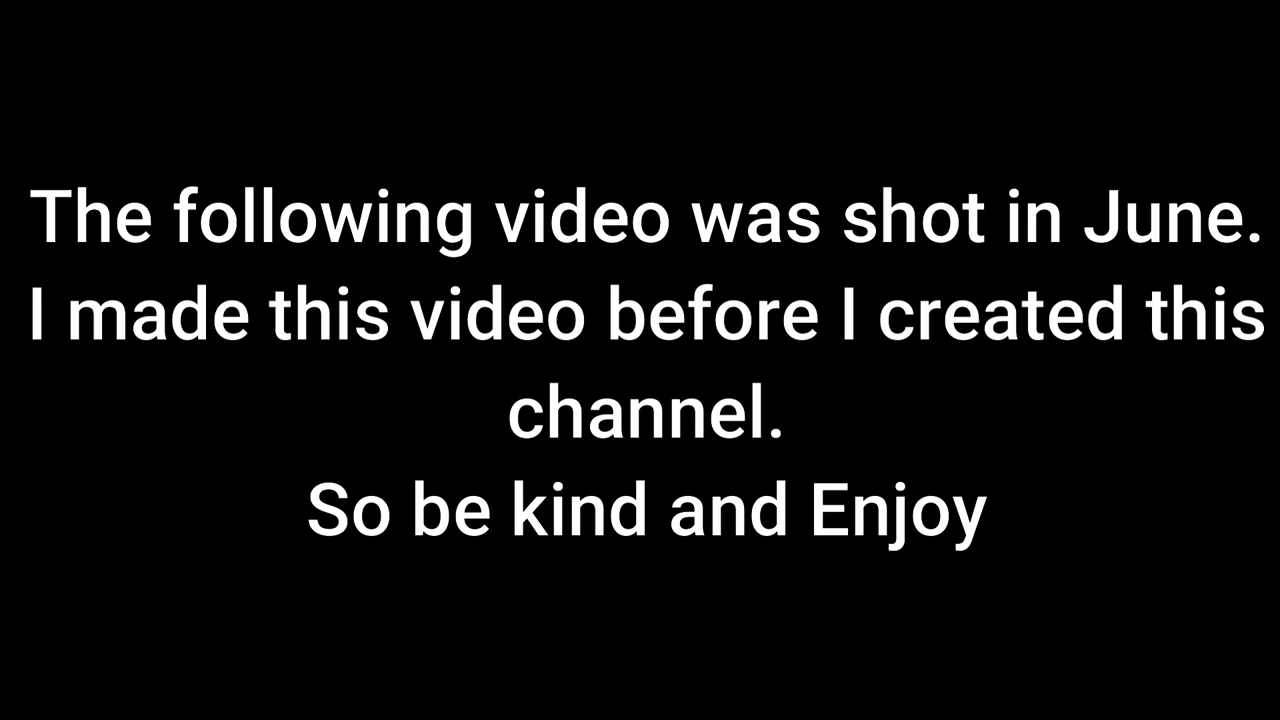 The following video was shot in June.
I made this video before I created this
channel.
So be kind and Enjoy